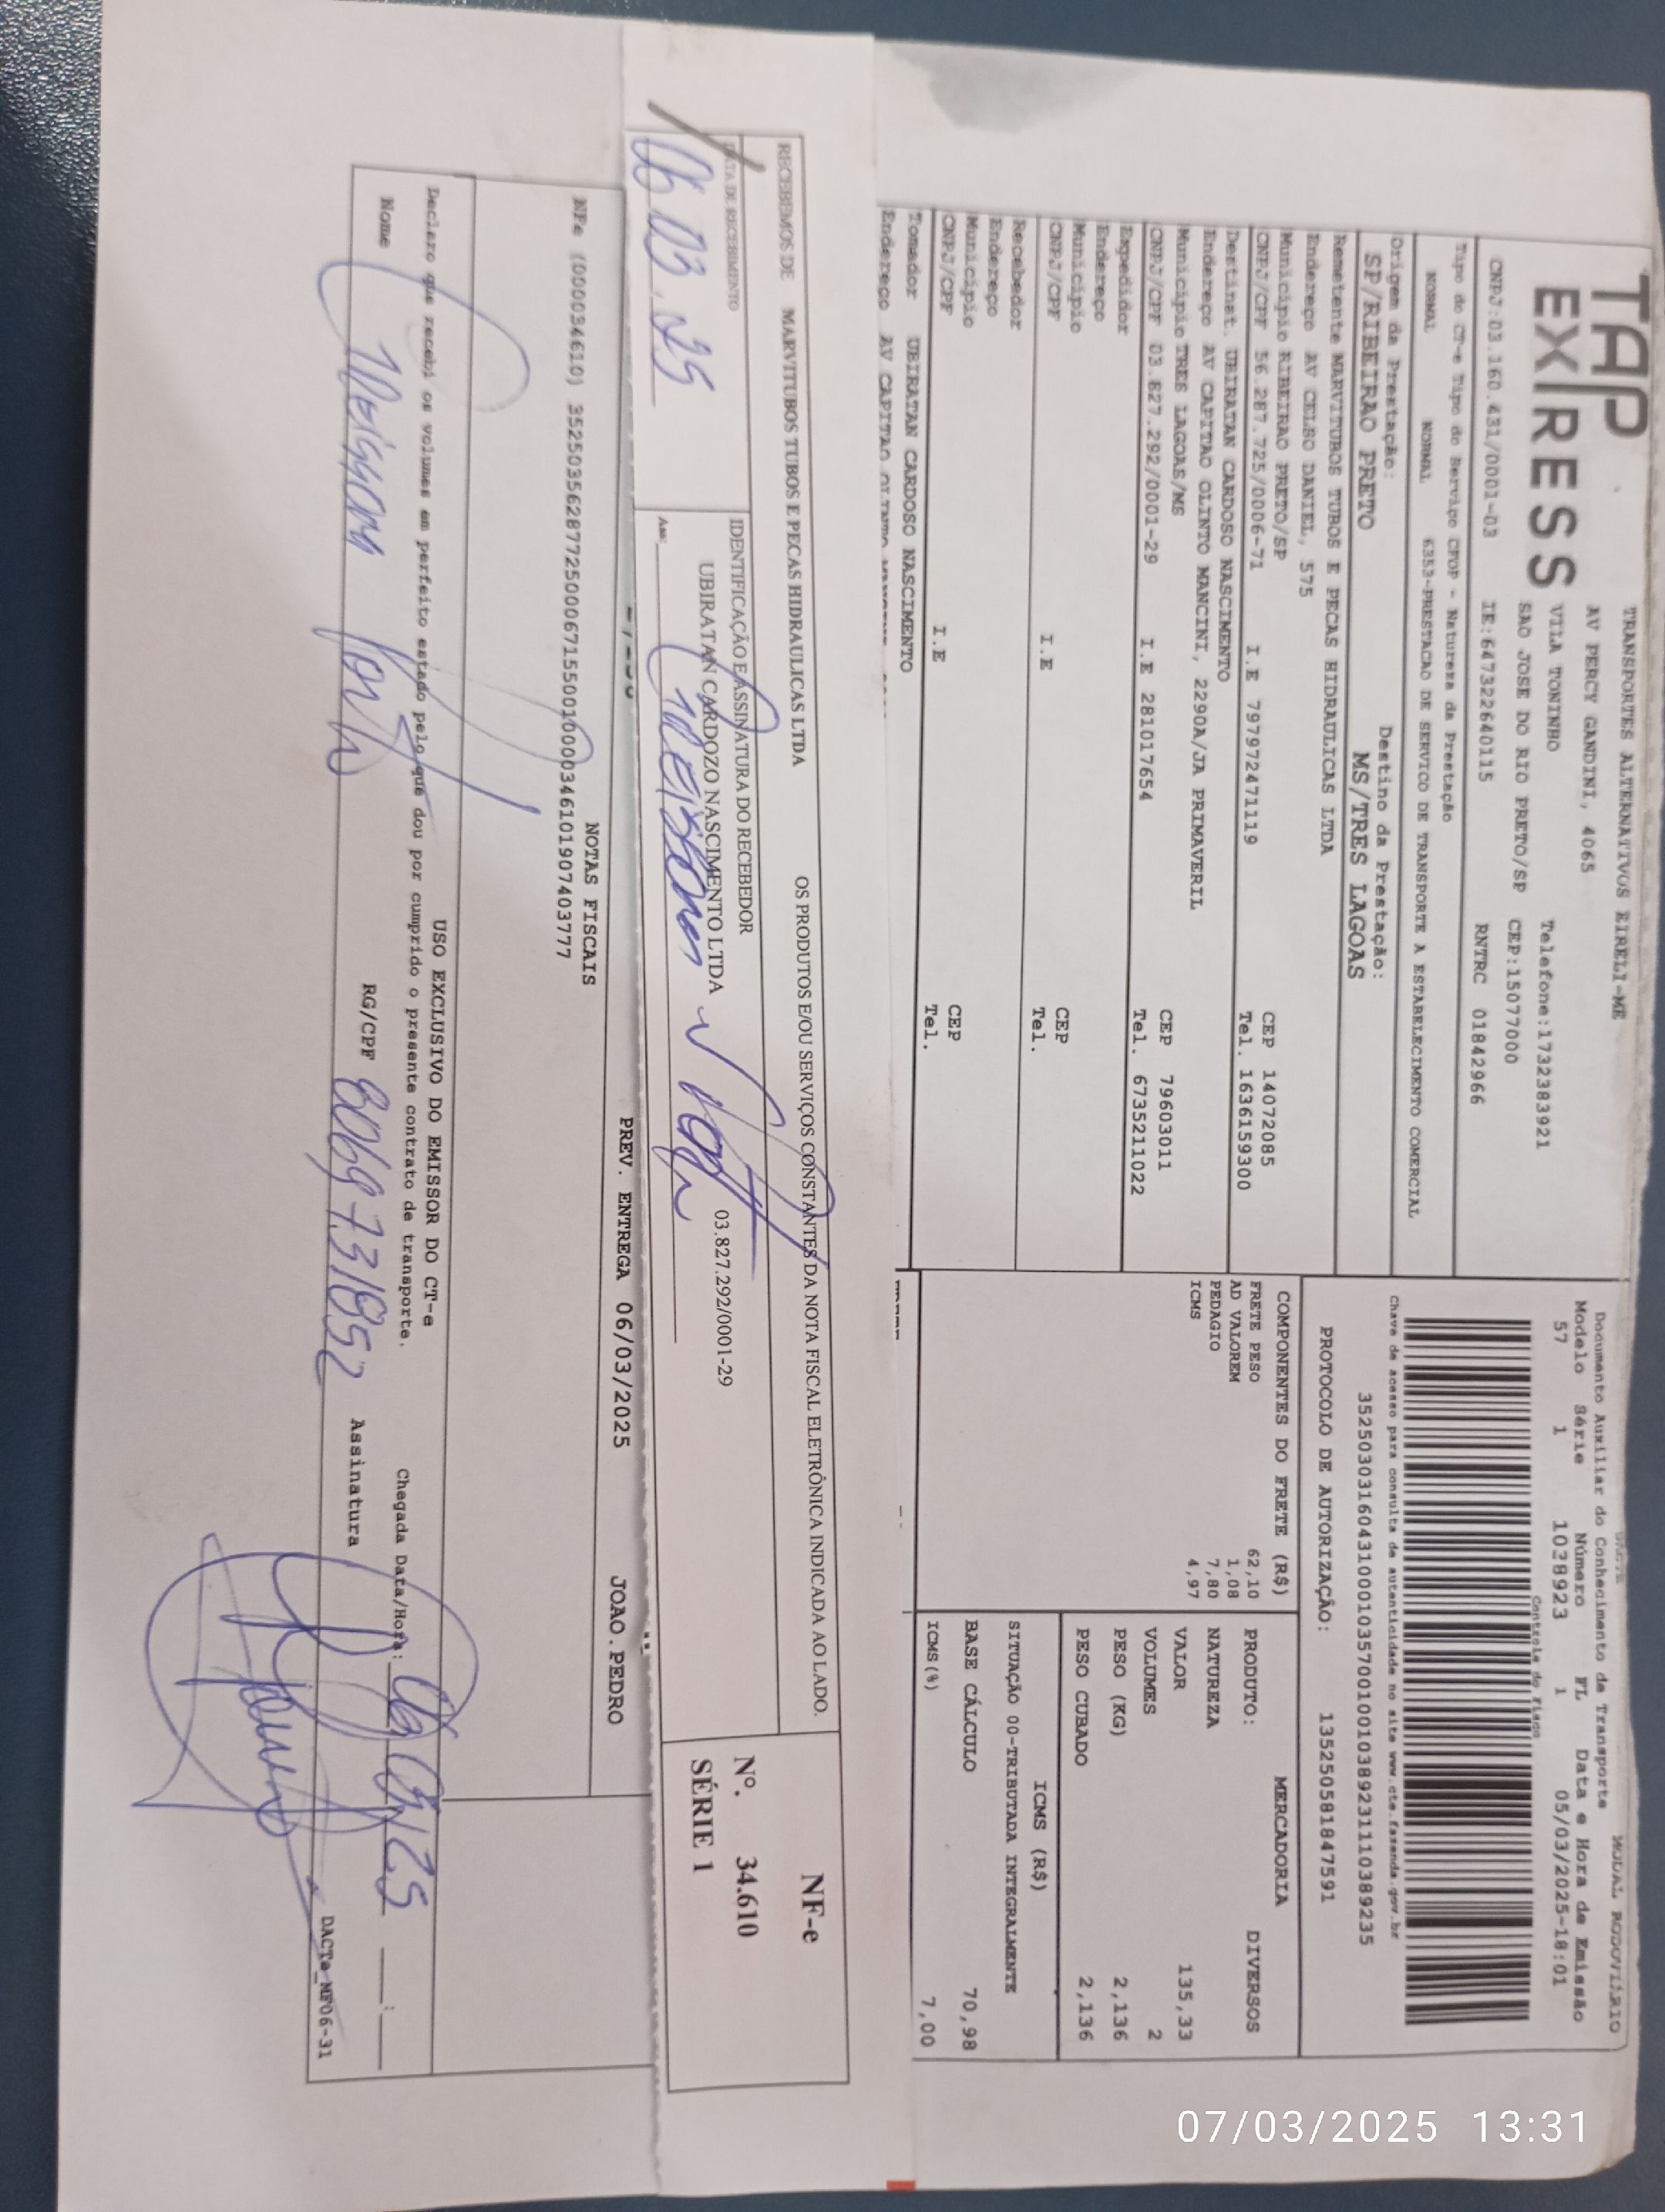 TAP
EXPRESS
TRANSPORTES ALTERNATIVOS EIRELI-ME
AV PERCY GANDINI, 4065
VILA TONINHO Telefone:1732383921
SAO JOSE DO RIO PRETO/SP CEP:15077000
CNPJ:03.160.431/0001-03 IE:647322640115 RNTRC 01842966
MODAL RODOVIÁRIO
Documento Auxiliar do Conhecimento de Transporte
Modelo Série Número FL Data e Hora de Emissão
57 1 1038923 1 05/03/2025-18:01
Controle do Fisco
Chave de acesso para consulta de autenticidade no site www.cte.fazenda.gov.br
35250303160431000103570010010389231110389235
PROTOCOLO DE AUTORIZAÇÃO: 135250581847591
Tipo do CT-e Tipo do Serviço CFOP - Natureza da Prestação
NORMAL NORMAL 6353-PRESTACAO DE SERVICO DE TRANSPORTE A ESTABELECIMENTO COMERCIAL
Origem da Prestação: Destino da Prestação:
SP/RIBEIRAO PRETO MS/TRES LAGOAS
Remetente MARVITUBOS TUBOS E PECAS HIDRAULICAS LTDA
Endereço AV CELSO DANIEL, 575
Município RIBEIRAO PRETO/SP CEP 14072085
CNPJ/CPF 56.287.725/0006-71 I.E 797972471119 Tel. 1636159300
Destinat. UBIRATAN CARDOSO NASCIMENTO
Endereço AV CAPITAO OLINTO MANCINI, 2290A/JA PRIMAVERIL
Município TRES LAGOAS/MS CEP 79603011
CNPJ/CPF 03.827.292/0001-29 I.E 281017654 Tel. 6735211022
Expedidor
Endereço
Município CEP
CNPJ/CPF I.E Tel.
Recebedor
Endereço
Município CEP
CNPJ/CPF I.E Tel.
Tomador UBIRATAN CARDOSO NASCIMENTO
Endereço AV CAPITAO OLINTO
COMPONENTES DO FRETE (R$)
FRETE PESO 62,10
AD VALOREM 1,08
PEDAGIO 7,80
ICMS 4,97
MERCADORIA
PRODUTO: DIVERSOS
NATUREZA
VALOR 135,33
VOLUMES 2
PESO (KG) 2,136
PESO CUBADO 2,136
ICMS (R$)
SITUAÇÃO 00-TRIBUTADA INTEGRALMENTE
BASE CÁLCULO 70,98
ICMS(%) 7,00
RECEBEMOS DE MARVITUBOS TUBOS E PECAS HIDRAULICAS LTDA OS PRODUTOS E/OU SERVIÇOS CONSTANTES DA NOTA FISCAL ELETRÔNICA INDICADA AO LADO.
DATA DE RECEBIMENTO IDENTIFICAÇÃO E ASSINATURA DO RECEBEDOR
UBIRATAN CARDOZO NASCIMENTO LTDA 03.827.292/0001-29
06 03,25 Ass:
NF-e
Nº. 34.610
SÉRIE 1
PREV. ENTREGA 06/03/2025 JOAO.PEDRO
NOTAS FISCAIS
NFe (000034610) 35250356287725000671550010000346101907403777
USO EXCLUSIVO DO EMISSOR DO CT-e
Declaro que recebi os volumes em perfeito estado pelo que dou por cumprido o presente contrato de transporte.
Chegada Data/Hora:
Nome RG/CPF Assinatura
DACTe_MF06-31
07/03/2025 13:31